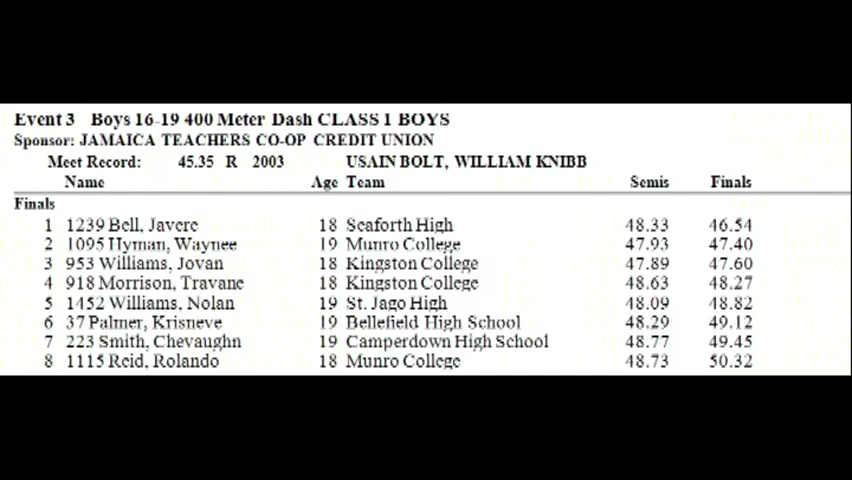 Event 3 Boys 16-19 400 Meter Dash CLASS 1 BOYS
Sponsor: JAMAICA TEACHERS CO-OP CREDIT UNION
Meet Record: 45.35 R 2003 USAIN BOLT, WILLIAM KNIBB
Name Age Team Semis Finals
Finals
1 1239 Bell, Javere 18 Seaforth High 48.33 46.54
2 1095 Hyman, Waynee 19 Munro College 47.93 47.40
3 953 Williams, Jovan 18 Kingston College 47.89 47.60
4 918 Morrison, Travane 18 Kingston College 48.63 48.27
5 1452 Williams, Nolan 19 St. Jago High 48.09 48.82
6 37 Palmer, Krisneve 19 Bellefield High School 48.29 49.12
7 223 Smith, Chevaughn 19 Camperdown High School 48.77 49.45
8 1115 Reid, Rolando 18 Munro College 48.73 50.32